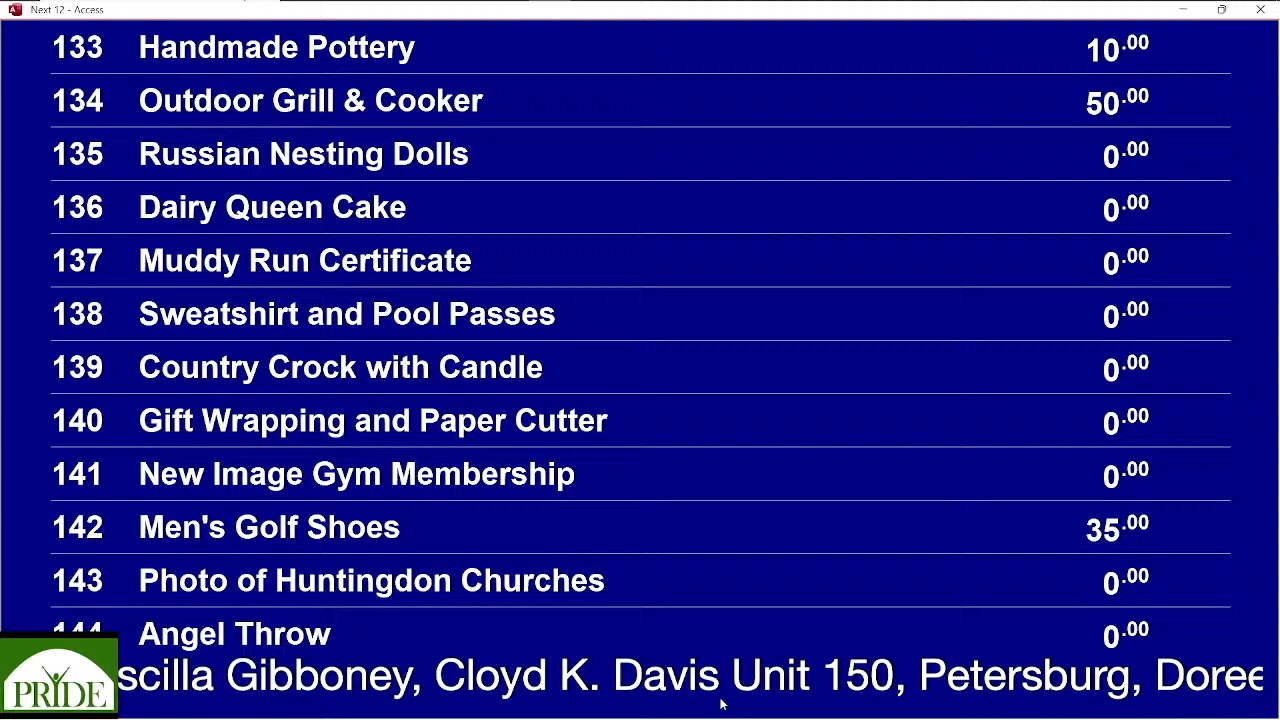 Next 12 - Access
133 Handmade Pottery 10.00
134 Outdoor Grill & Cooker 50.00
135 Russian Nesting Dolls 0.00
136 Dairy Queen Cake 0.00
137 Muddy Run Certificate 0.00
138 Sweatshirt and Pool Passes 0.00
139 Country Crock with Candle 0.00
140 Gift Wrapping and Paper Cutter 0.00
141 New Image Gym Membership 0.00
142 Men's Golf Shoes 35.00
143 Photo of Huntingdon Churches 0.00
144 Angel Throw 0.00
PRIDE scilla Gibboney, Cloyd K. Davis Unit 150, Petersburg, Doree